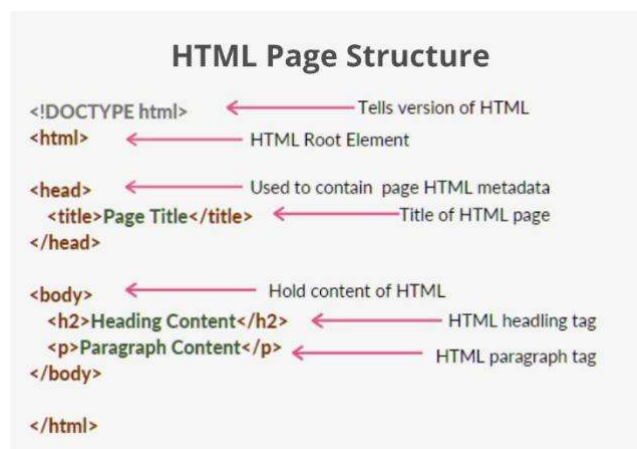 HTML Page Structure
<!DOCTYPE html> Tells version of HTML
<html> HTML Root Element
<head> Used to contain page HTML metadata
<title>Page Title</title> Title of HTML page
</head>
<body> Hold content of HTML
<h2>Heading Content</h2> HTML headling tag
<p>Paragraph Content</p> HTML paragraph tag
</body>
</html>